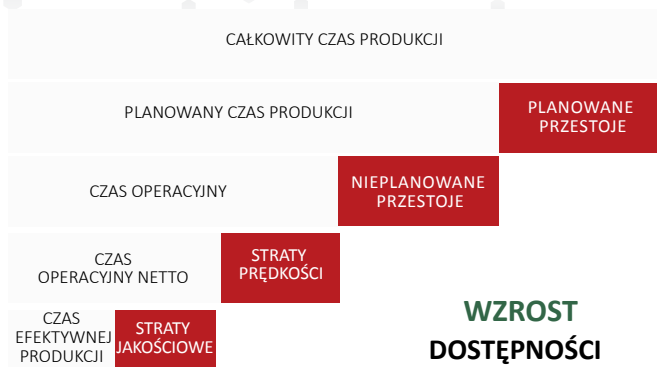 CAŁKOWITY CZAS PRODUKCJI
PLANOWANY CZAS PRODUKCJI
PLANOWANE
PRZESTOJE
CZAS OPERACYJNY
NIEPLANOWANE
PRZESTOJE
CZAS
OPERACYJNY NETTO
STRATY
PRĘDKOŚCI
CZAS
EFEKTYWNEJ
PRODUKCJI
STRATY
JAKOŚCIOWE
WZROST
DOSTĘPNOŚCI